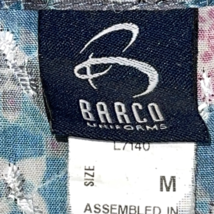 BARCO
UNIFORMS
L7140
SIZE
M
ASSEMBLED IN